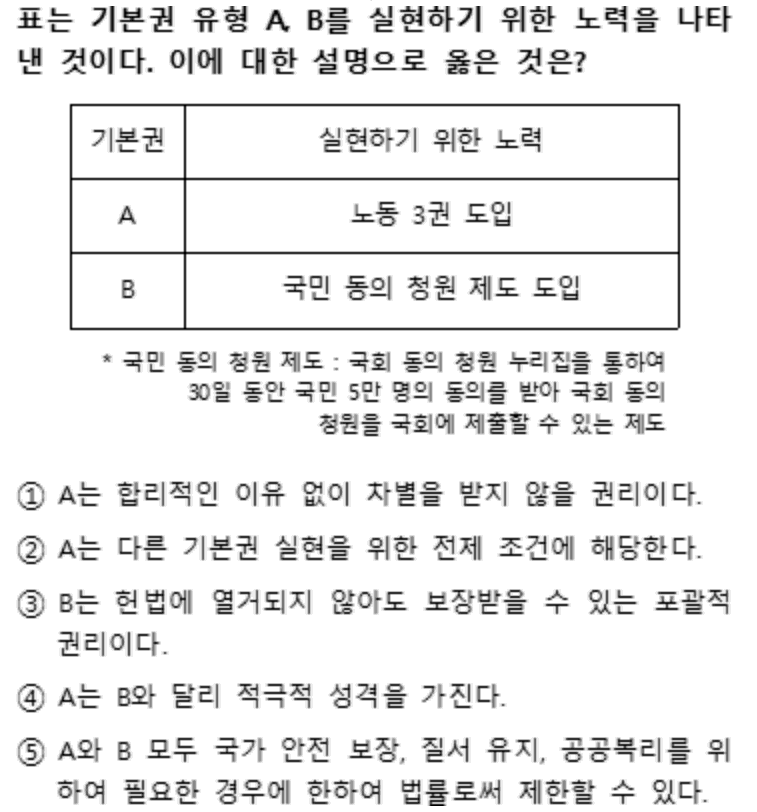 표는 기본권 유형 A, B를 실현하기 위한 노력을 나타
낸 것이다. 이에 대한 설명으로 옳은 것은?
기본권 실현하기 위한 노력
A 노동 3권 도입
B 국민 동의 청원 제도 도입
* 국민 동의 청원 제도 : 국회 동의 청원 누리집을 통하여
30일 동안 국민 5만 명의 동의를 받아 국회 동의
청원을 국회에 제출할 수 있는 제도
① A는 합리적인 이유 없이 차별을 받지 않을 권리이다.
② A는 다른 기본권 실현을 위한 전제 조건에 해당한다.
③ B는 헌법에 열거되지 않아도 보장받을 수 있는 포괄적
권리이다.
④ A는 B와 달리 적극적 성격을 가진다.
⑤ A와 B 모두 국가 안전 보장, 질서 유지, 공공복리를 위
하여 필요한 경우에 한하여 법률로써 제한할 수 있다.